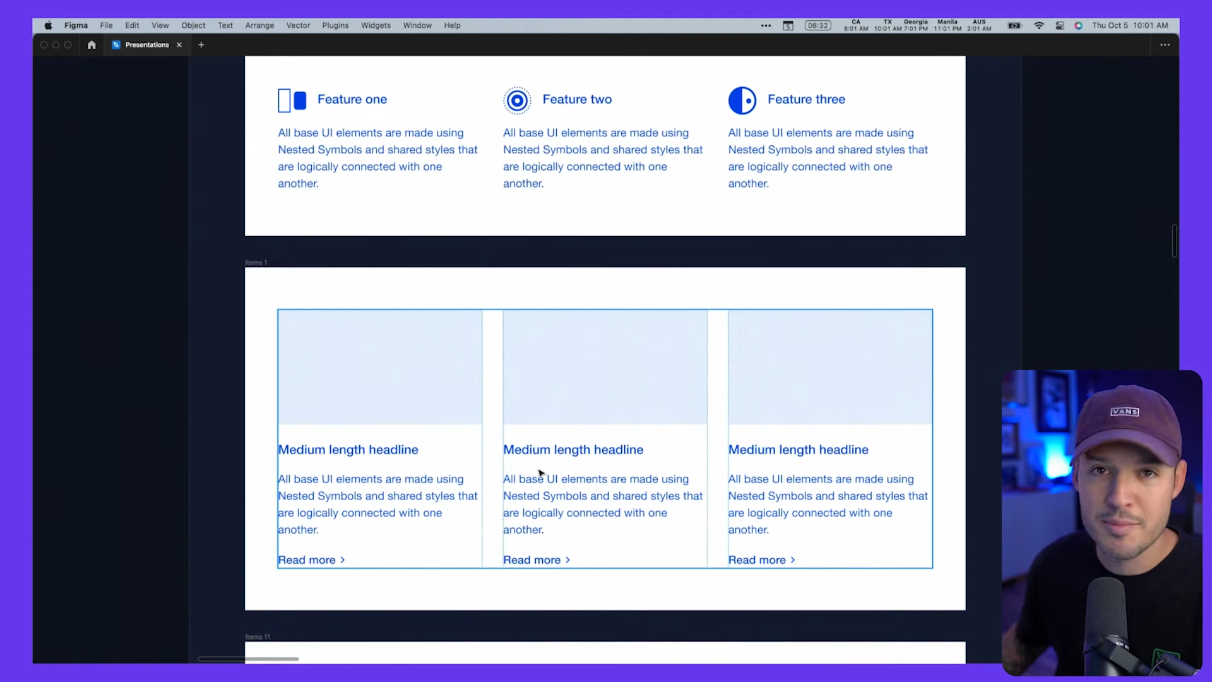 Figma File Edit View Object Text Arrange Vector Plugins Widgets Window Help
••• 5 08:32 CA 8:01 AM TX 10:01 AM Georgia 7:01 PM Manila 11:01 PM AUS 2:01 AM Thu Oct 5 10:01 AM
Presentations × +
Feature one
All base UI elements are made using
Nested Symbols and shared styles that
are logically connected with one
another.
Feature two
All base UI elements are made using
Nested Symbols and shared styles that
are logically connected with one
another.
Feature three
All base UI elements are made using
Nested Symbols and shared styles that
are logically connected with one
another.
Items 1
Medium length headline
All base UI elements are made using
Nested Symbols and shared styles that
are logically connected with one
another.
Read more >
Medium length headline
All base UI elements are made using
Nested Symbols and shared styles that
are logically connected with one
another.
Read more >
Medium length headline
All base UI elements are made using
Nested Symbols and shared styles that
are logically connected with one
another.
Read more >
Items 11
VANS